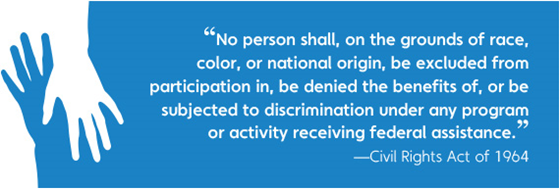 “No person shall, on the grounds of race,
color, or national origin, be excluded from
participation in, be denied the benefits of, or be
subjected to discrimination under any program
or activity receiving federal assistance.”
—Civil Rights Act of 1964